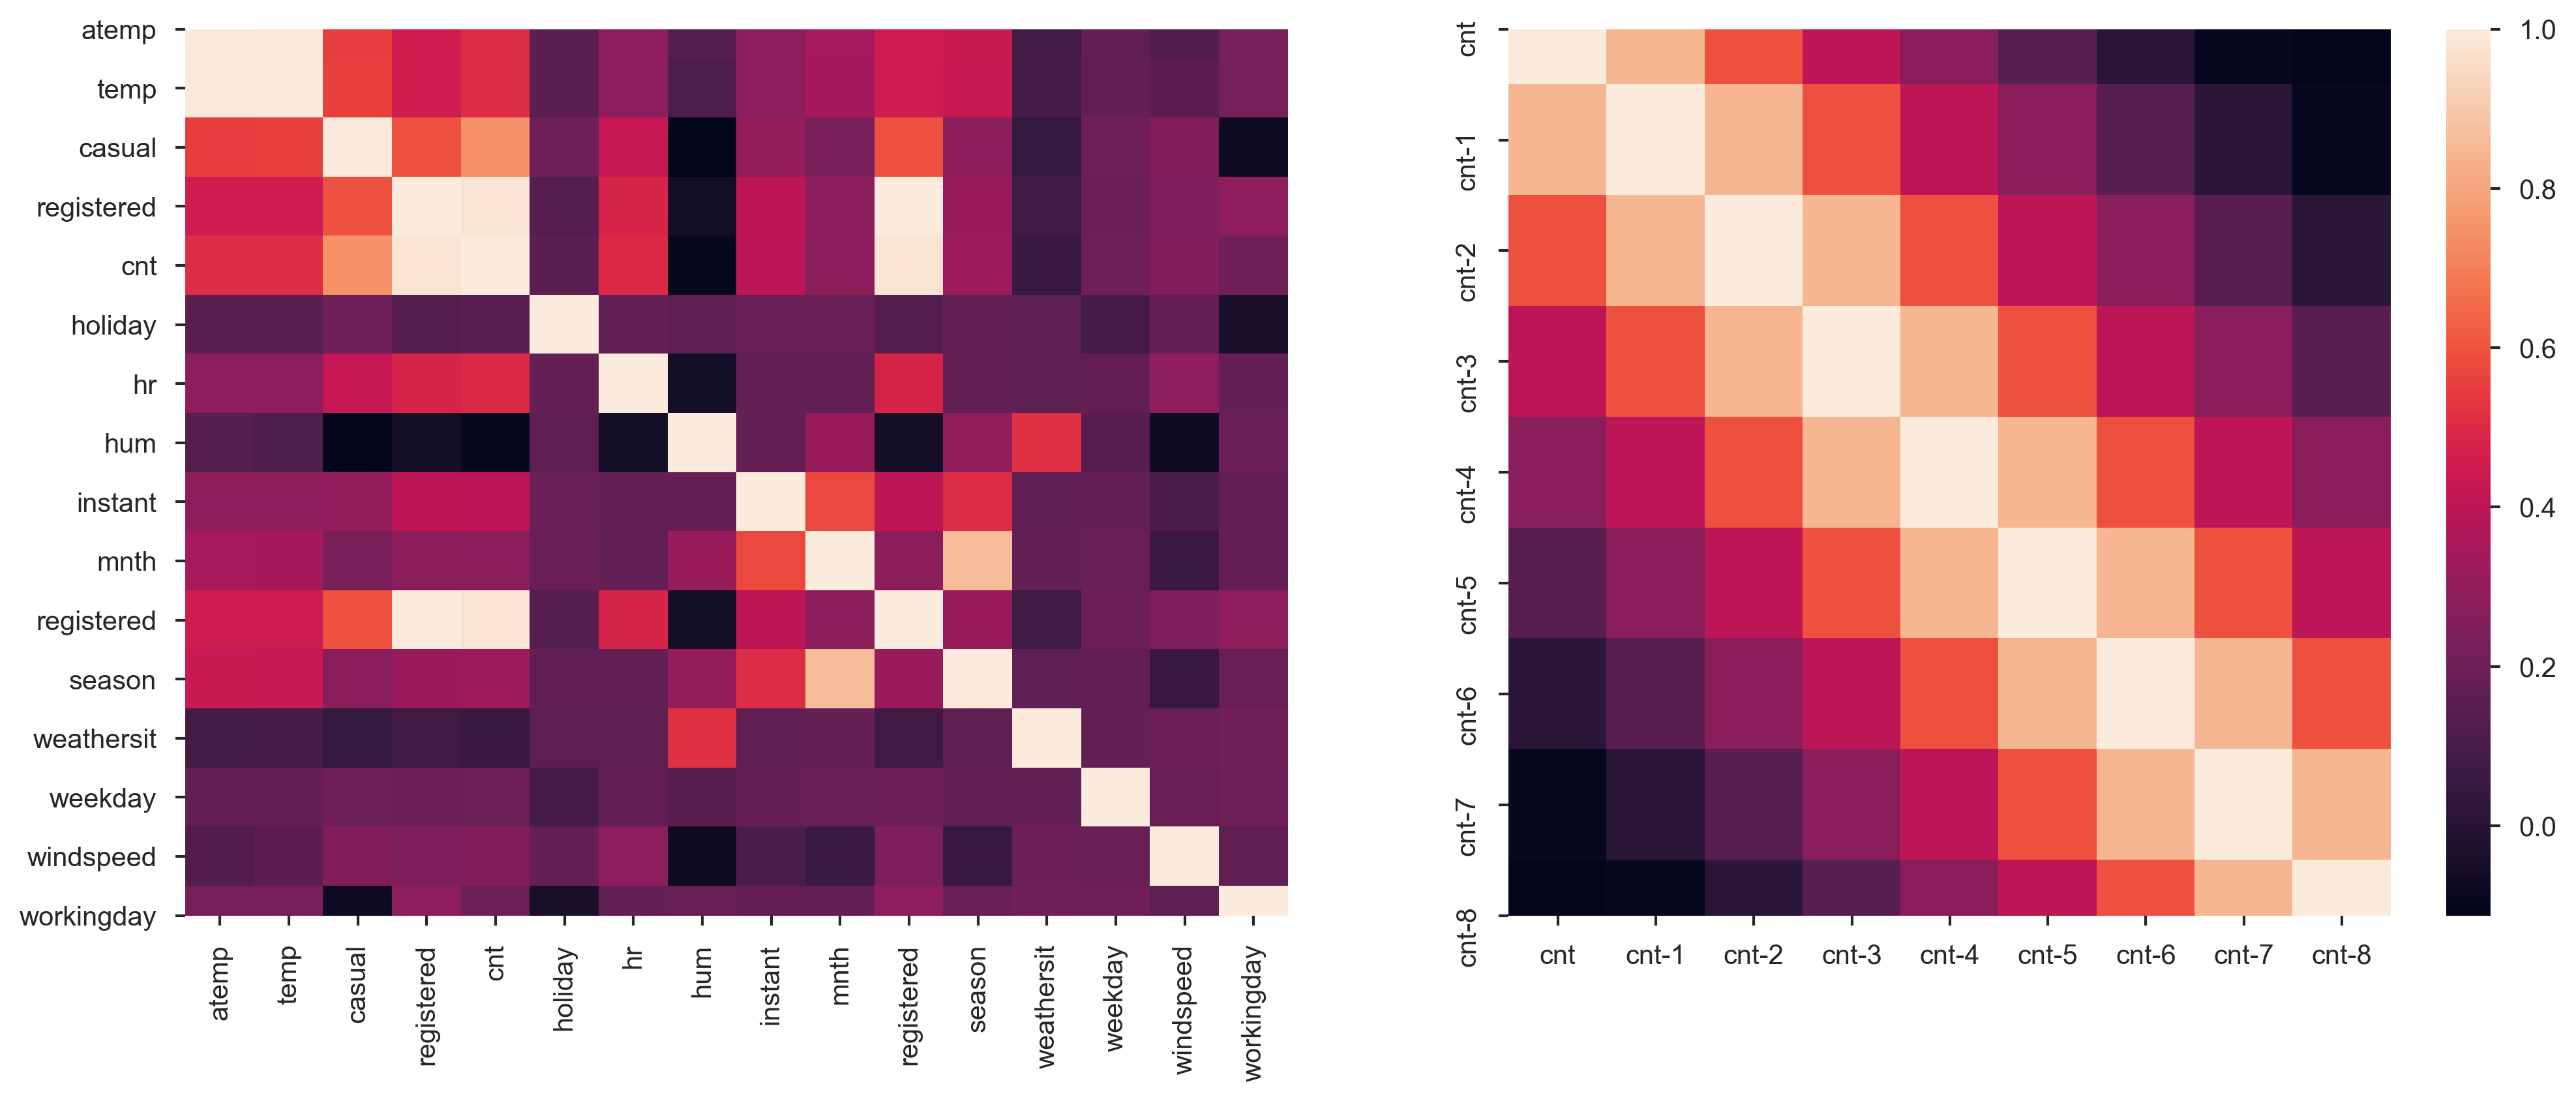 atemp
temp
casual
registered
cnt
holiday
hr
hum
instant
mnth
registered
season
weathersit
weekday
windspeed
workingday
atemp
temp
casual
registered
cnt
holiday
hr
hum
instant
mnth
registered
season
weathersit
weekday
windspeed
workingday
cnt
cnt-1
cnt-2
cnt-3
cnt-4
cnt-5
cnt-6
cnt-7
cnt-8
cnt cnt-1 cnt-2 cnt-3 cnt-4 cnt-5 cnt-6 cnt-7 cnt-8
1.0
0.8
0.6
0.4
0.2
0.0